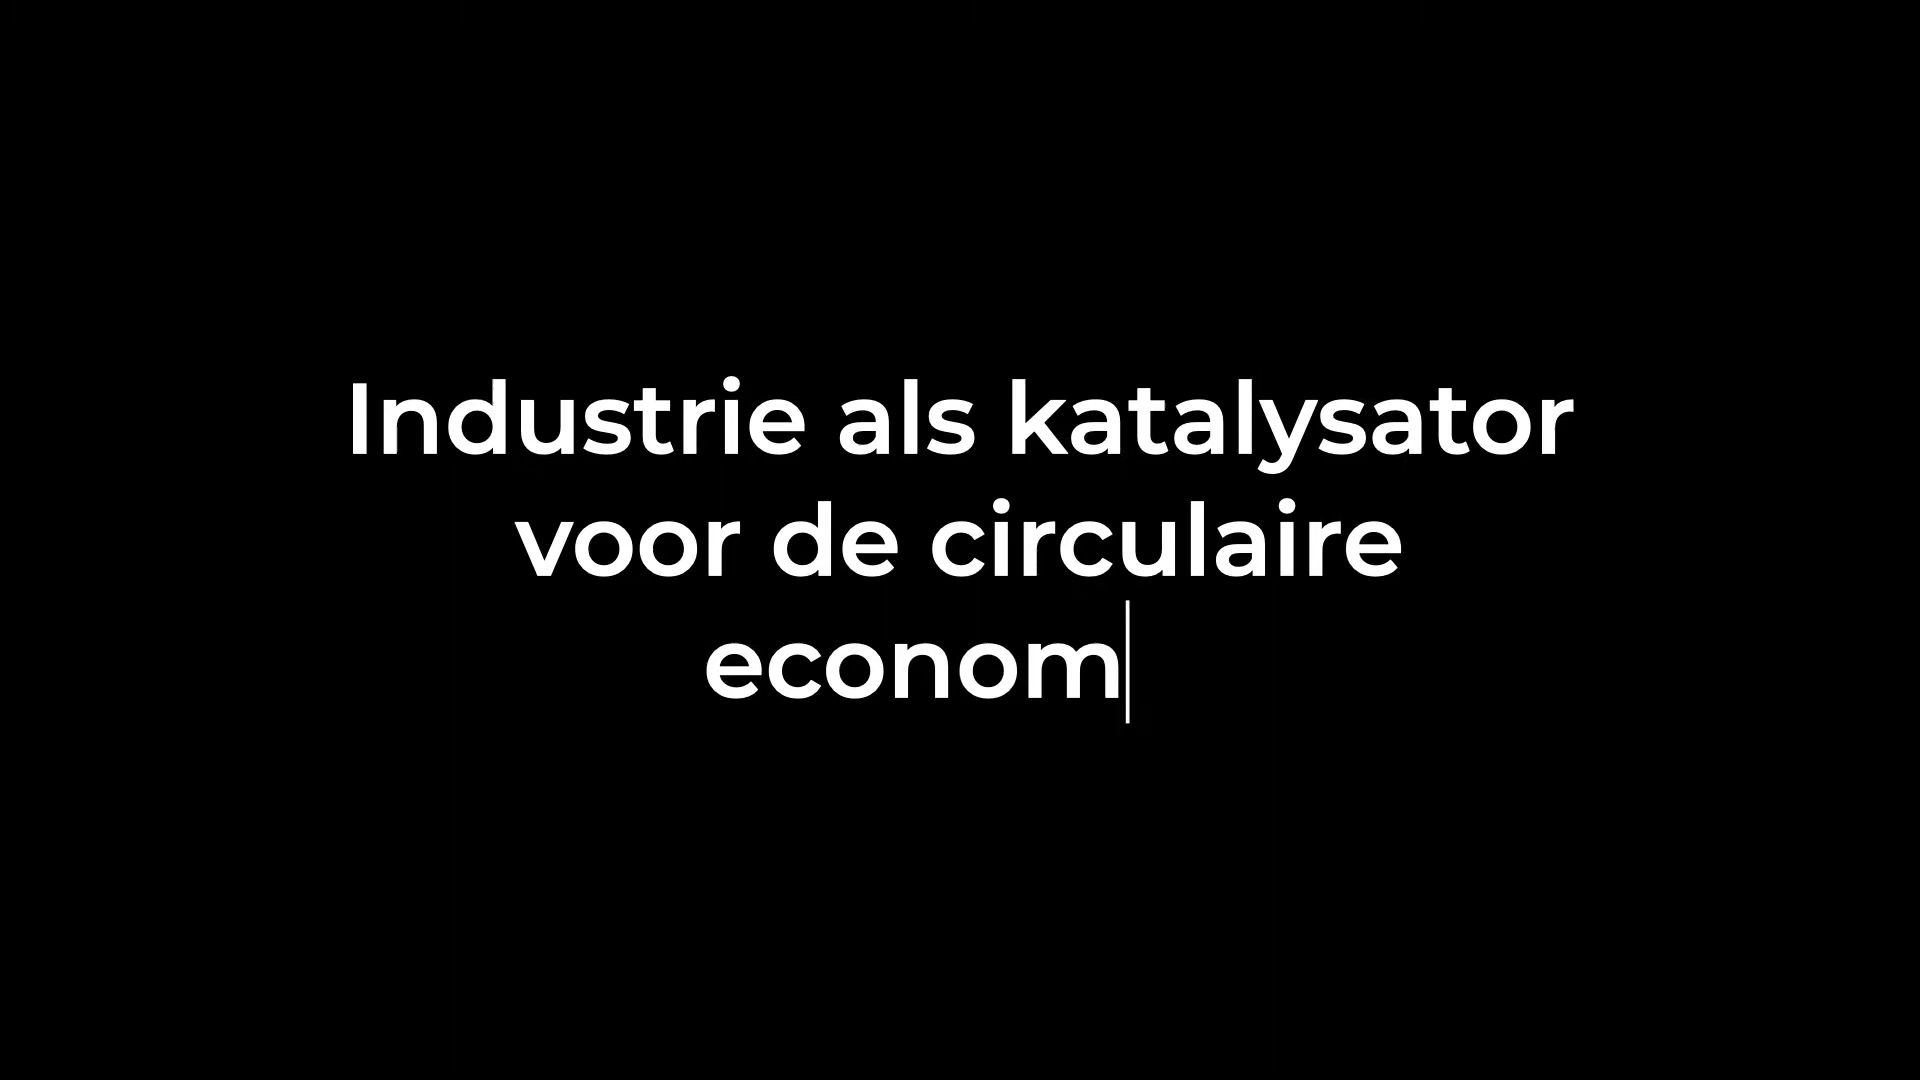 Industrie als katalysator
voor de circulaire
econom